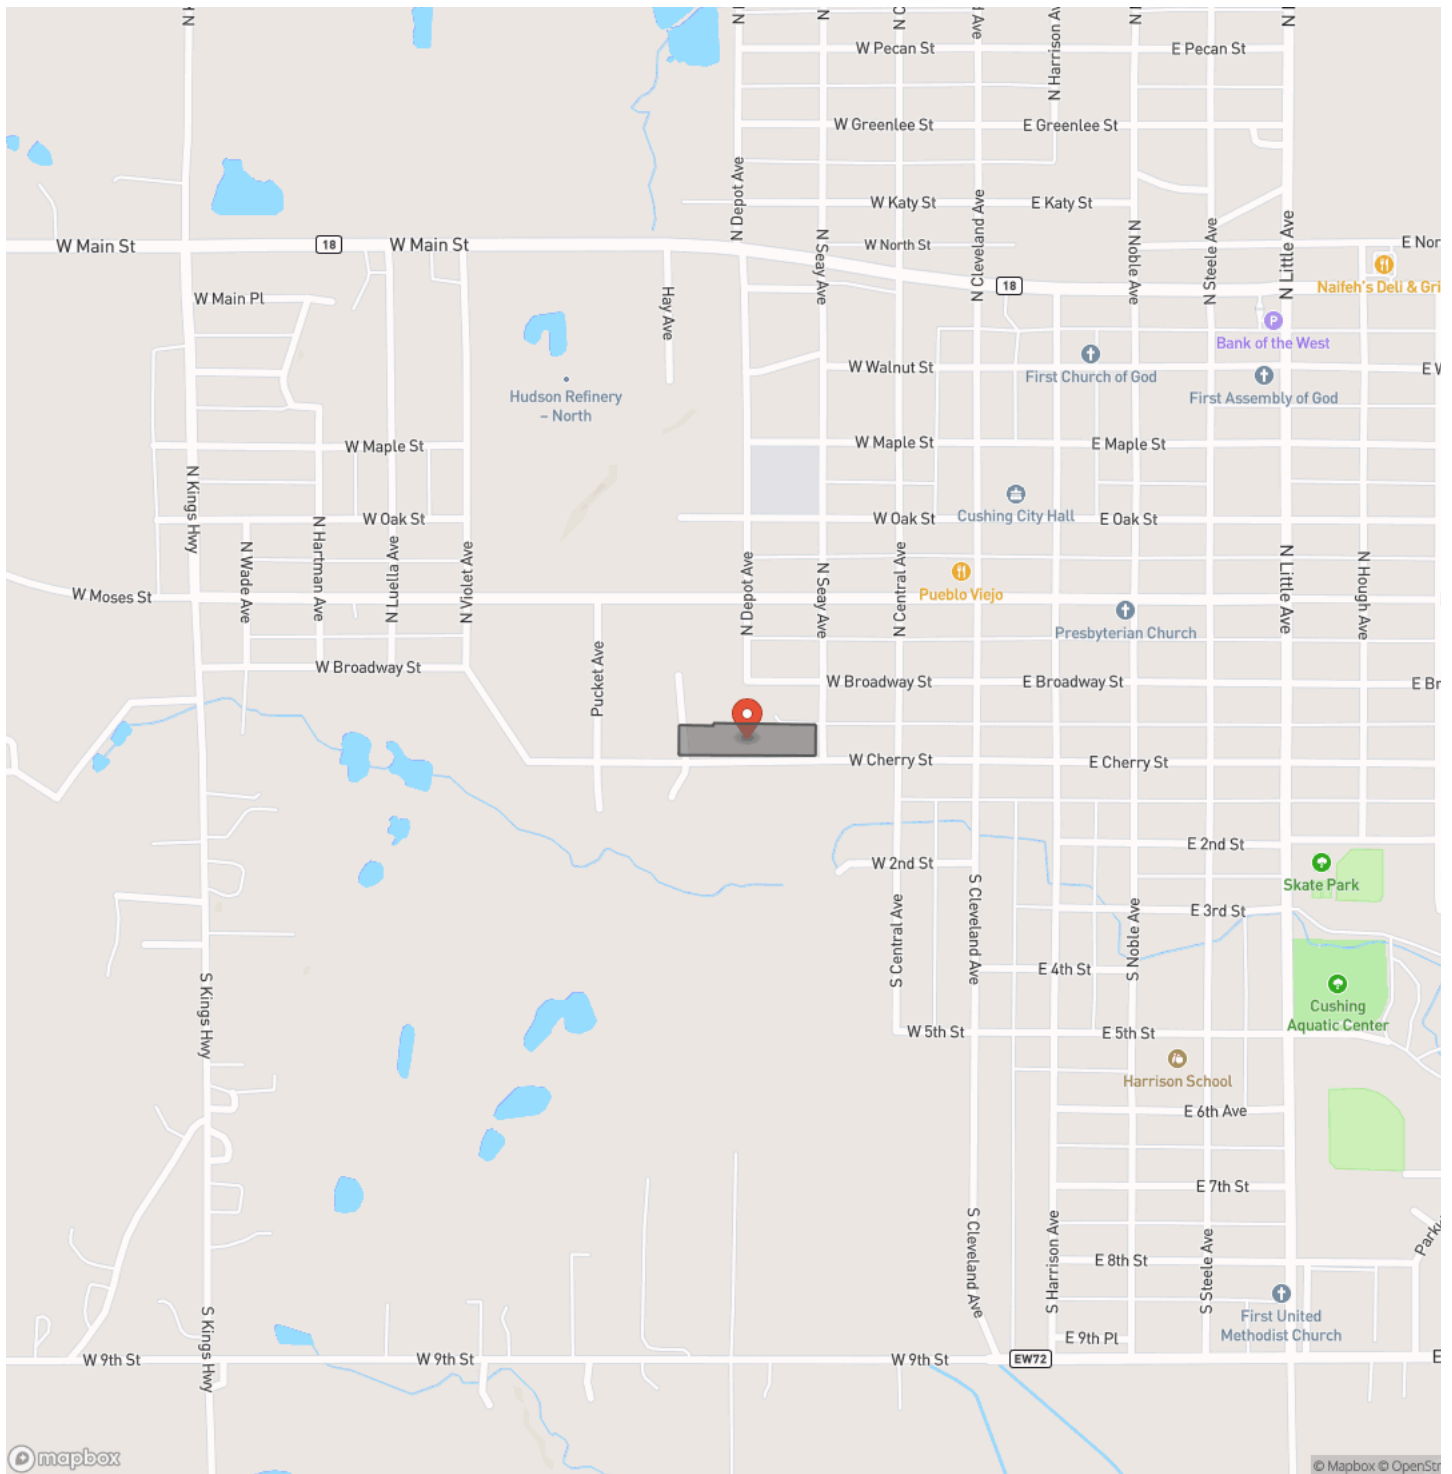 W Pecan St
E Pecan St
N Harrison Av
W Greenlee St
E Greenlee St
N Depot Ave
W Katy St
E Katy St
N Cleveland Ave
N Seay Ave
N Noble Ave
N Steele Ave
N Little Ave
W Main St
18
W Main St
W North St
E Nor
Naifeh's Deli & Gri
18
W Main Pl
Hay Ave
Bank of the West
W Walnut St
First Church of God
First Assembly of God
Hudson Refinery
– North
W Maple St
W Maple St
E Maple St
N Kings Hwy
W Oak St
W Oak St
Cushing City Hall
E Oak St
N Wade Ave
N Hartman Ave
N Luella Ave
N Violet Ave
N Depot Ave
N Seay Ave
N Central Ave
N Little Ave
N Hough Ave
W Moses St
Pueblo Viejo
Presbyterian Church
W Broadway St
Pucket Ave
W Broadway St
E Broadway St
E Br
W Cherry St
E Cherry St
E 2nd St
W 2nd St
Skate Park
S Central Ave
S Cleveland Ave
S Noble Ave
E 3rd St
E 4th St
S Kings Hwy
Cushing
Aquatic Center
W 5th St
E 5th St
Harrison School
E 6th Ave
E 7th St
S Cleveland Ave
S Harrison Ave
S Steele Ave
E 8th St
First United
Methodist Church
S Kings Hwy
E 9th Pl
W 9th St
W 9th St
W 9th St
EW72
mapbox
© Mapbox © OpenStr